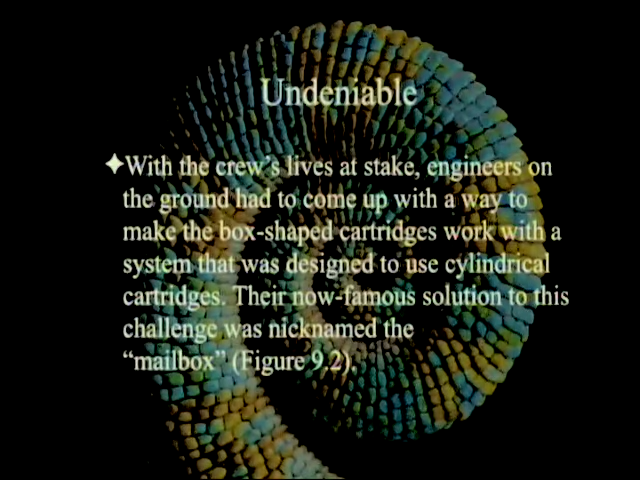 Undeniable
✦With the crew's lives at stake, engineers on
the ground had to come up with a way to
make the box-shaped cartridges work with a
system that was designed to use cylindrical
cartridges. Their now-famous solution to this
challenge was nicknamed the
“mailbox” (Figure 9.2).